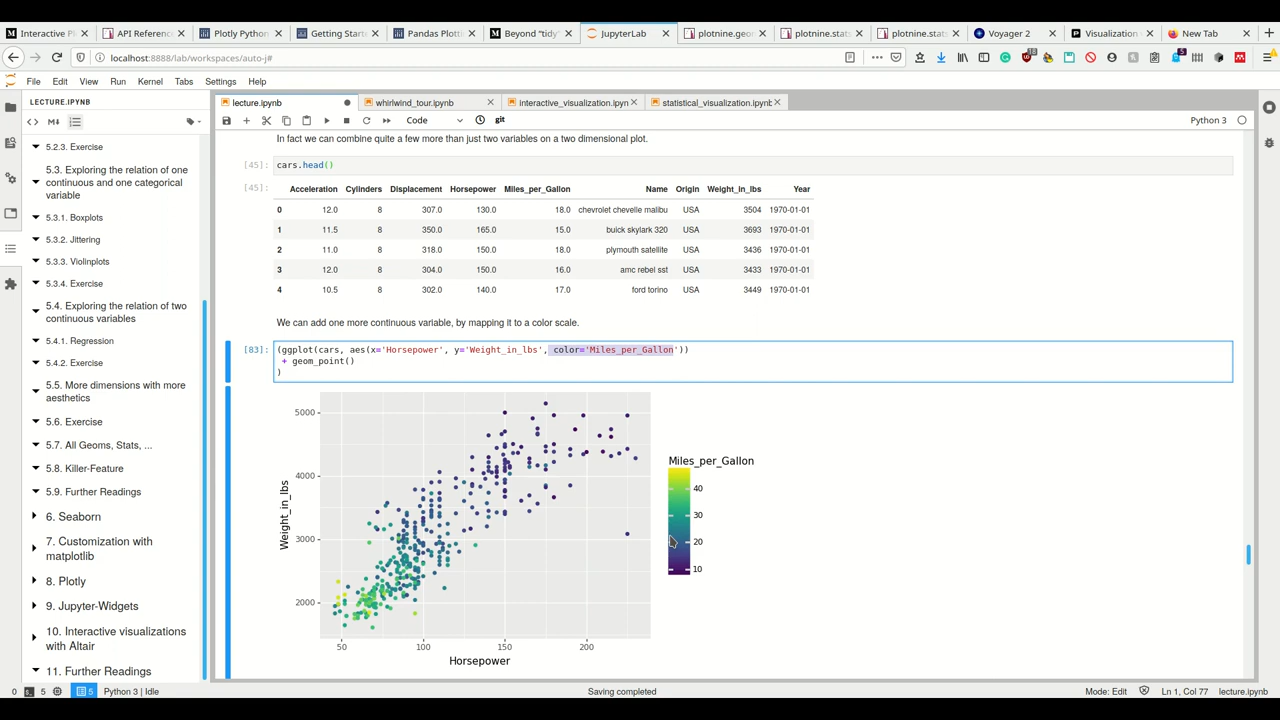 Interactive Pl
API Referenc
Plotly Python
Getting Starte
Pandas Plotti
Beyond "tidy"
JupyterLab
plotnine.geor
plotnine.stats
plotnine.stats
Voyager 2
Visualization v
New Tab
localhost:8888/lab/workspaces/auto-j#
File Edit View Run Kernel Tabs Settings Help
LECTURE.IPYNB
lecture.ipynb
whirlwind_tour.ipynb
interactive_visualization.ipyn
statistical_visualization.ipynb
Code
git
Python 3
5.2.3. Exercise
5.3. Exploring the relation of one
continuous and one categorical
variable
5.3.1. Boxplots
5.3.2. Jittering
5.3.3. Violinplots
5.3.4. Exercise
5.4. Exploring the relation of two
continuous variables
5.4.1. Regression
5.4.2. Exercise
5.5. More dimensions with more
aesthetics
5.6. Exercise
5.7. All Geoms, Stats, ...
5.8. Killer-Feature
5.9. Further Readings
6. Seaborn
7. Customization with
matplotlib
8. Plotly
9. Jupyter-Widgets
10. Interactive visualizations
with Altair
11. Further Readings
In fact we can combine quite a few more than just two variables on a two dimensional plot.
[45]: cars.head()
[45]: Acceleration Cylinders Displacement Horsepower Miles_per_Gallon Name Origin Weight_in_lbs Year
0 12.0 8 307.0 130.0 18.0 chevrolet chevelle malibu USA 3504 1970-01-01
1 11.5 8 350.0 165.0 15.0 buick skylark 320 USA 3693 1970-01-01
2 11.0 8 318.0 150.0 18.0 plymouth satellite USA 3436 1970-01-01
3 12.0 8 304.0 150.0 16.0 amc rebel sst USA 3433 1970-01-01
4 10.5 8 302.0 140.0 17.0 ford torino USA 3449 1970-01-01
We can add one more continuous variable, by mapping it to a color scale.
[83]: (ggplot(cars, aes(x='Horsepower', y='Weight_in_lbs', color='Miles_per_Gallon'))
+ geom_point()
)
5000
4000
3000
2000
Weight_in_lbs
50 100 150 200
Horsepower
Miles_per_Gallon
40
30
20
10
0 5 5 Python 3 | Idle
Saving completed
Mode: Edit Ln 1, Col 77 lecture.ipynb